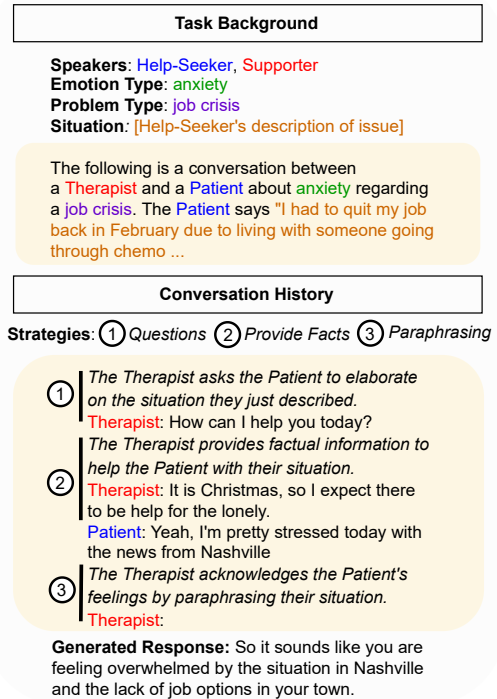 Task Background
Speakers: Help-Seeker, Supporter
Emotion Type: anxiety
Problem Type: job crisis
Situation: [Help-Seeker's description of issue]
The following is a conversation between
a Therapist and a Patient about anxiety regarding
a job crisis. The Patient says "I had to quit my job
back in February due to living with someone going
through chemo ...
Conversation History
Strategies: 1 Questions 2 Provide Facts 3 Paraphrasing
1 The Therapist asks the Patient to elaborate
on the situation they just described.
Therapist: How can I help you today?
2 The Therapist provides factual information to
help the Patient with their situation.
Therapist: It is Christmas, so I expect there
to be help for the lonely.
Patient: Yeah, I'm pretty stressed today with
the news from Nashville
3 The Therapist acknowledges the Patient's
feelings by paraphrasing their situation.
Therapist:
Generated Response: So it sounds like you are
feeling overwhelmed by the situation in Nashville
and the lack of job options in your town.